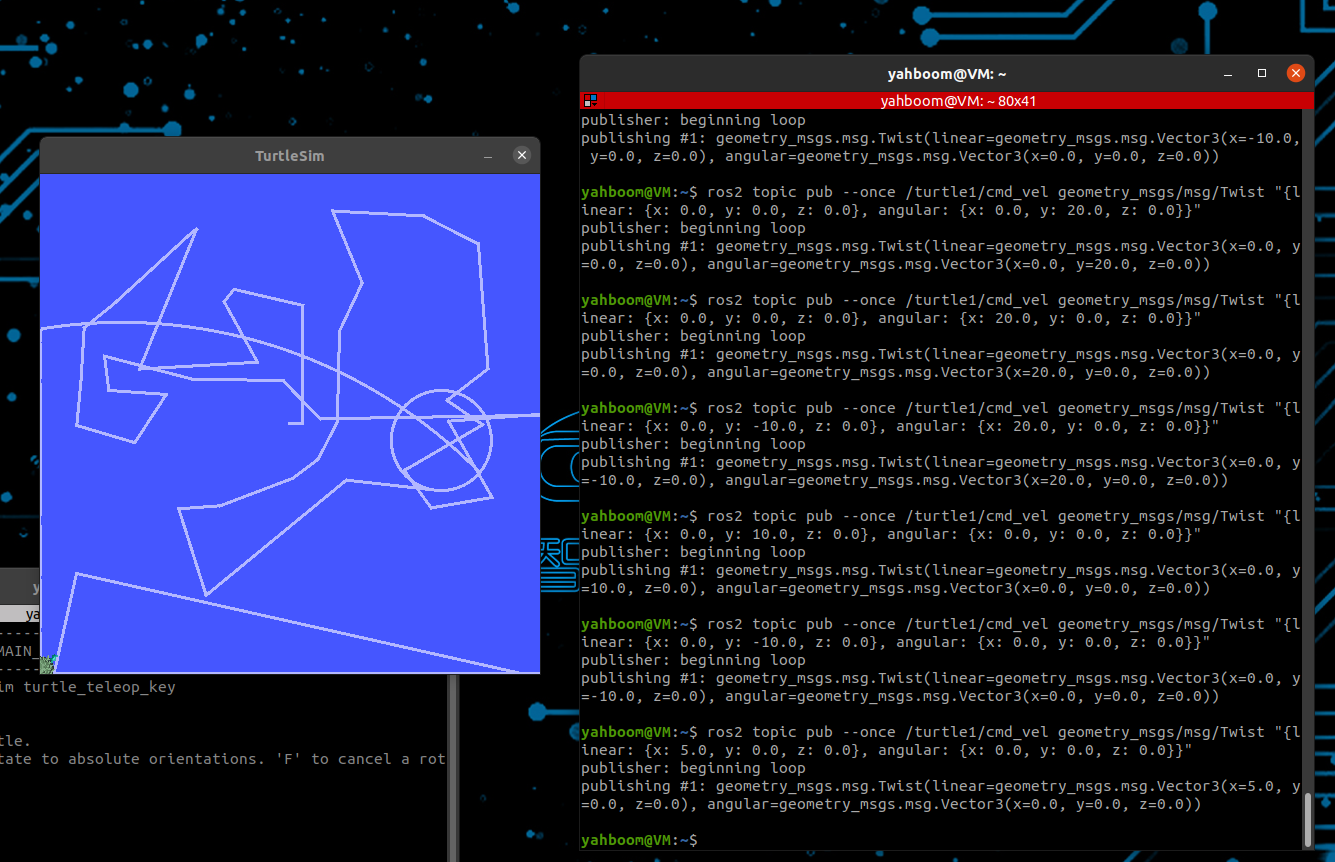 yahboom@VM: ~
yahboom@VM: ~ 80x41
publisher: beginning loop
publishing #1: geometry_msgs.msg.Twist(linear=geometry_msgs.msg.Vector3(x=-10.0,
 y=0.0, z=0.0), angular=geometry_msgs.msg.Vector3(x=0.0, y=0.0, z=0.0))
yahboom@VM:~$ ros2 topic pub --once /turtle1/cmd_vel geometry_msgs/msg/Twist "{l
inear: {x: 0.0, y: 0.0, z: 0.0}, angular: {x: 0.0, y: 20.0, z: 0.0}}"
publisher: beginning loop
publishing #1: geometry_msgs.msg.Twist(linear=geometry_msgs.msg.Vector3(x=0.0, y
=0.0, z=0.0), angular=geometry_msgs.msg.Vector3(x=0.0, y=20.0, z=0.0))
yahboom@VM:~$ ros2 topic pub --once /turtle1/cmd_vel geometry_msgs/msg/Twist "{l
inear: {x: 0.0, y: 0.0, z: 0.0}, angular: {x: 20.0, y: 0.0, z: 0.0}}"
publisher: beginning loop
publishing #1: geometry_msgs.msg.Twist(linear=geometry_msgs.msg.Vector3(x=0.0, y
=0.0, z=0.0), angular=geometry_msgs.msg.Vector3(x=20.0, y=0.0, z=0.0))
yahboom@VM:~$ ros2 topic pub --once /turtle1/cmd_vel geometry_msgs/msg/Twist "{l
inear: {x: 0.0, y: -10.0, z: 0.0}, angular: {x: 20.0, y: 0.0, z: 0.0}}"
publisher: beginning loop
publishing #1: geometry_msgs.msg.Twist(linear=geometry_msgs.msg.Vector3(x=0.0, y
=-10.0, z=0.0), angular=geometry_msgs.msg.Vector3(x=20.0, y=0.0, z=0.0))
yahboom@VM:~$ ros2 topic pub --once /turtle1/cmd_vel geometry_msgs/msg/Twist "{l
inear: {x: 0.0, y: 10.0, z: 0.0}, angular: {x: 0.0, y: 0.0, z: 0.0}}"
publisher: beginning loop
publishing #1: geometry_msgs.msg.Twist(linear=geometry_msgs.msg.Vector3(x=0.0, y
=10.0, z=0.0), angular=geometry_msgs.msg.Vector3(x=0.0, y=0.0, z=0.0))
yahboom@VM:~$ ros2 topic pub --once /turtle1/cmd_vel geometry_msgs/msg/Twist "{l
inear: {x: 0.0, y: -10.0, z: 0.0}, angular: {x: 0.0, y: 0.0, z: 0.0}}"
publisher: beginning loop
publishing #1: geometry_msgs.msg.Twist(linear=geometry_msgs.msg.Vector3(x=0.0, y
=-10.0, z=0.0), angular=geometry_msgs.msg.Vector3(x=0.0, y=0.0, z=0.0))
yahboom@VM:~$ ros2 topic pub --once /turtle1/cmd_vel geometry_msgs/msg/Twist "{l
inear: {x: 5.0, y: 0.0, z: 0.0}, angular: {x: 0.0, y: 0.0, z: 0.0}}"
publisher: beginning loop
publishing #1: geometry_msgs.msg.Twist(linear=geometry_msgs.msg.Vector3(x=5.0, y
=0.0, z=0.0), angular=geometry_msgs.msg.Vector3(x=0.0, y=0.0, z=0.0))
yahboom@VM:~$
TurtleSim
ya
-----
MAIN_
-----
im turtle_teleop_key
tle.
tate to absolute orientations. 'F' to cancel a rot